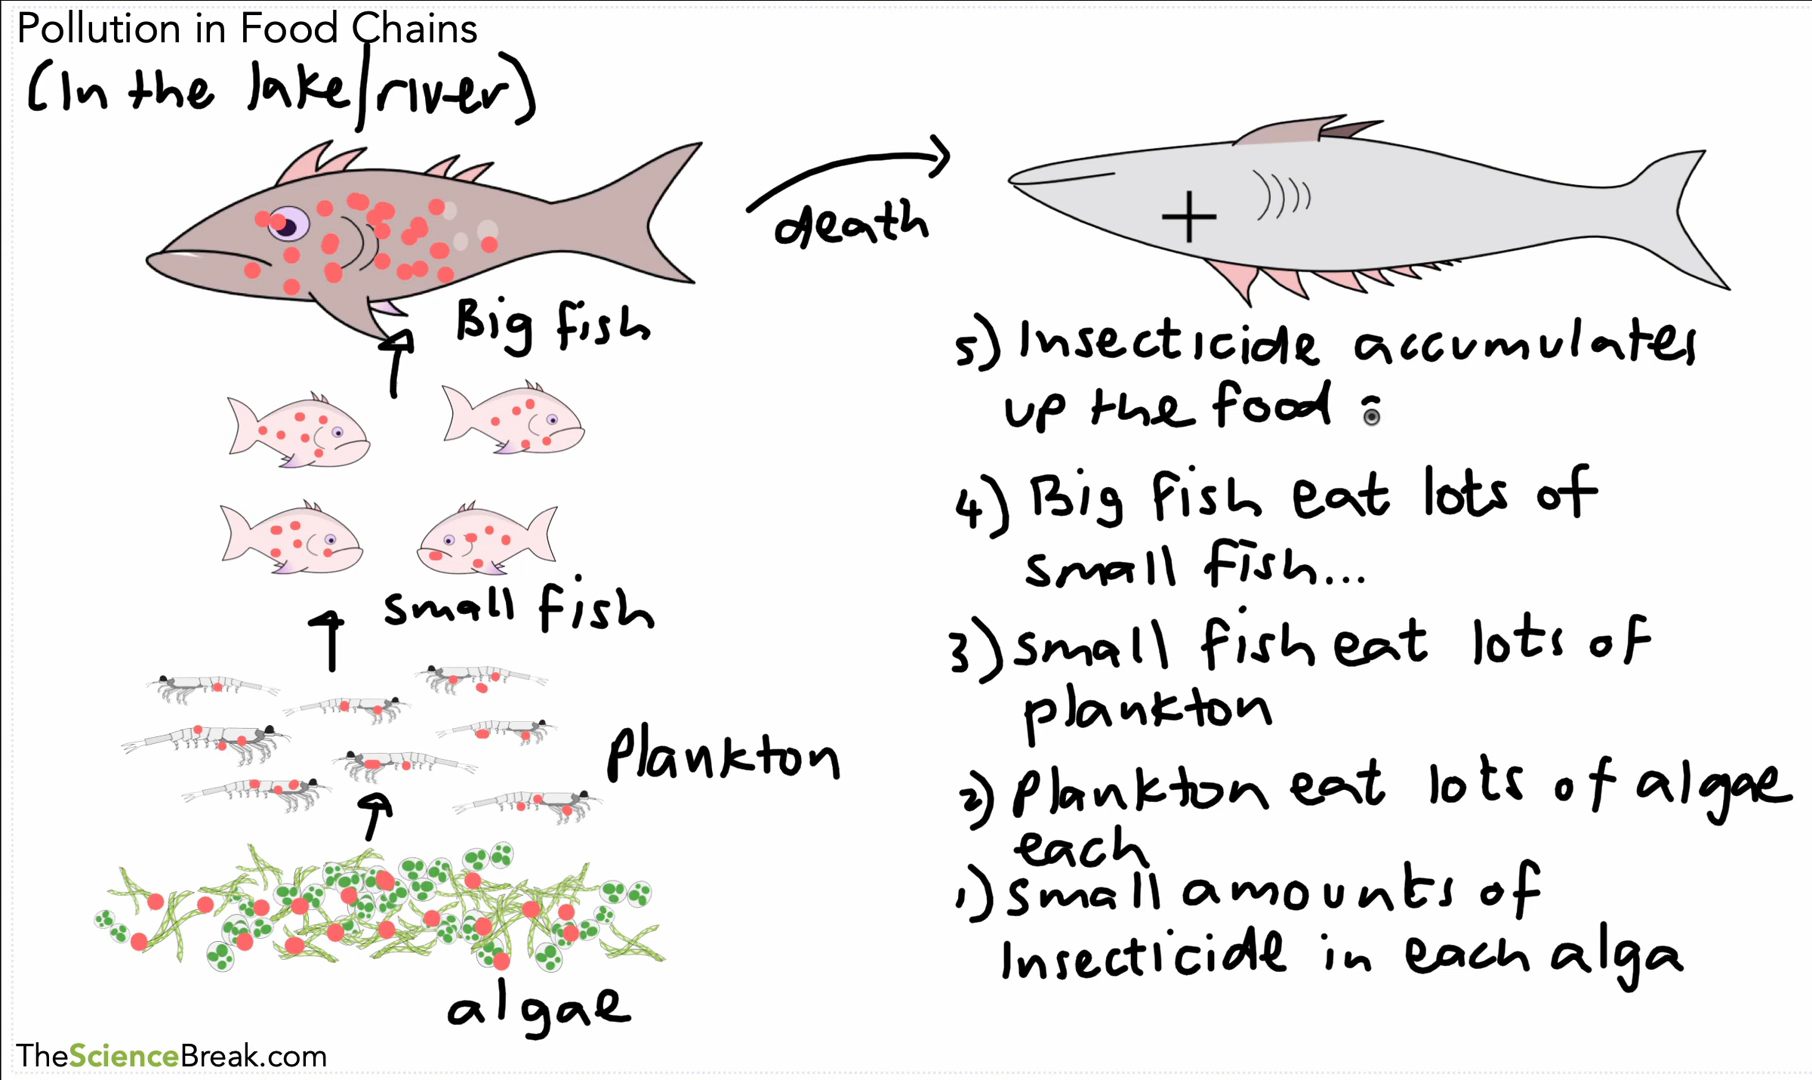 Pollution in Food Chains
(In the lake/river)
death
Big fish
small fish
Plankton
algae
5) Insecticide accumulates
up the food
4) Big fish eat lots of
small fish...
3) small fish eat lots of
plankton
2) Plankton eat lots of algae
each
1) small amounts of
Insecticide in each alga
TheScienceBreak.com